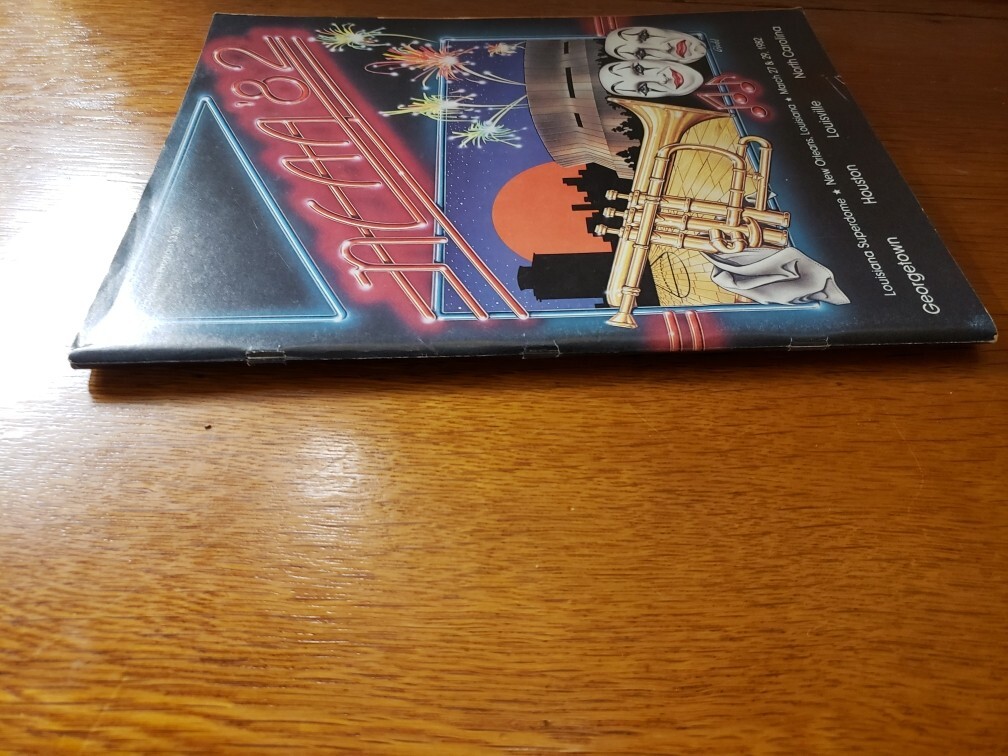 NCAA '82
Louisiana Superdome ★ New Orleans, Louisiana ★ March 27 & 29, 1982
Georgetown Houston Louisville North Carolina